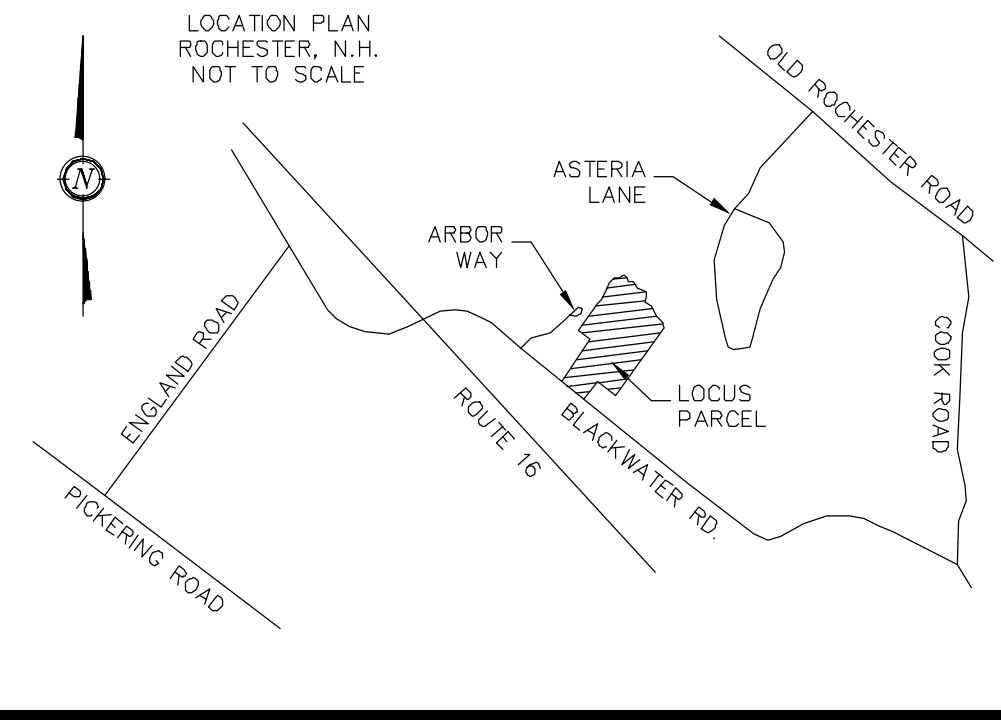 LOCATION PLAN
ROCHESTER, N.H.
NOT TO SCALE
N
OLD ROCHESTER ROAD
ASTERIA
LANE
ARBOR
WAY
ENGLAND ROAD
COOK ROAD
LOCUS
PARCEL
ROUTE 16
BLACKWATER RD.
PICKERING ROAD